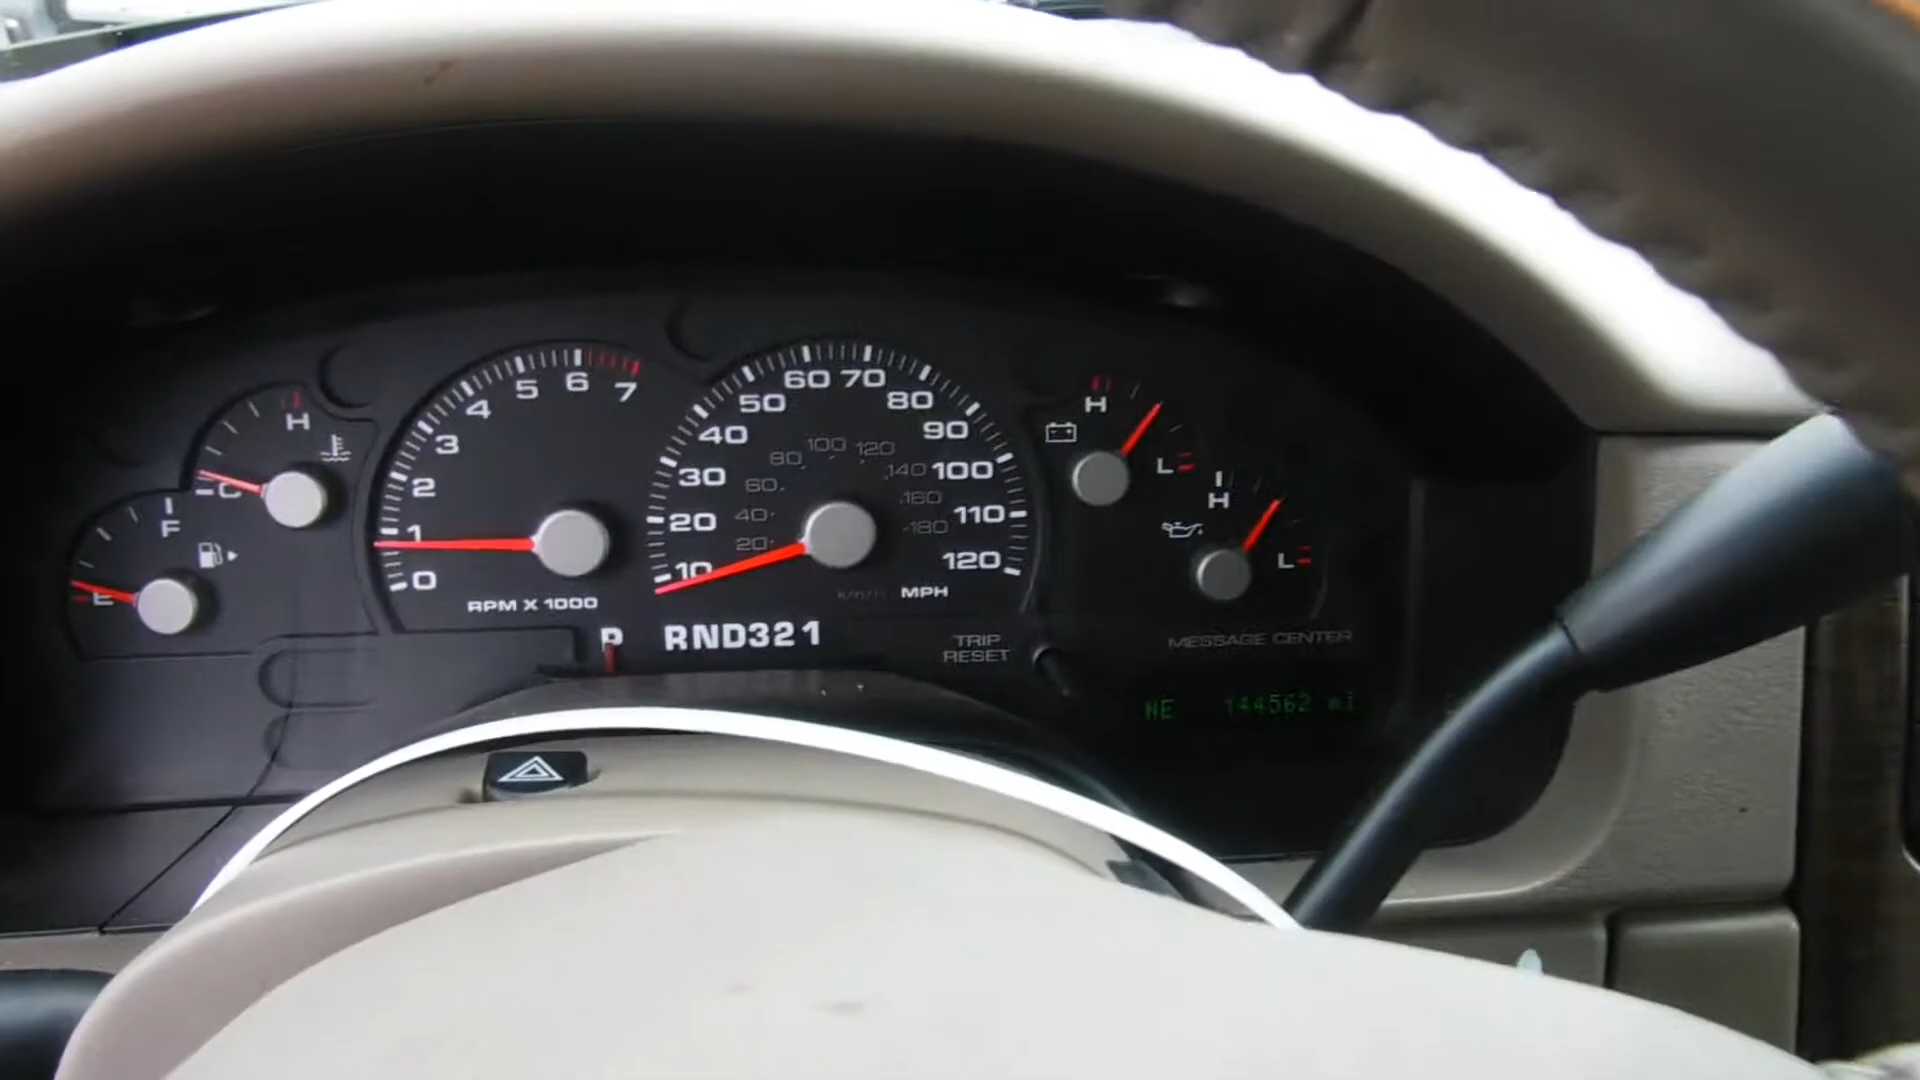 H
C
F
E
0 1 2 3 4 5 6 7
RPM X 1000
10 20 30 40 50 60 70 80 90 100 110 120
20 40 60 80 100 120 140 160 180
km/h MPH
H
L
H
L
P RND321
TRIP
RESET
MESSAGE CENTER
NE 144562 mi